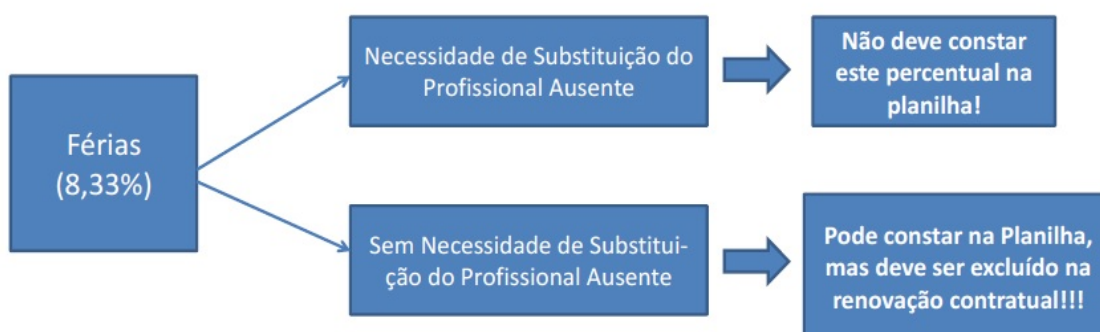 Férias
(8,33%)
Necessidade de Substituição do
Profissional Ausente
Não deve constar
este percentual na
planilha!
Sem Necessidade de Substitui-
ção do Profissional Ausente
Pode constar na Planilha,
mas deve ser excluído na
renovação contratual!!!